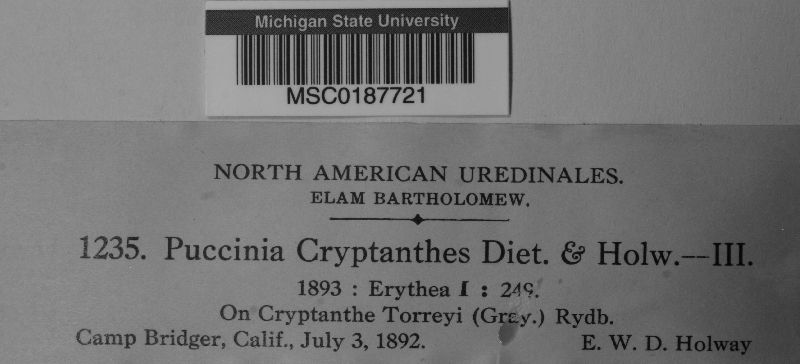 Michigan State University
MSC0187721
NORTH AMERICAN UREDINALES.
ELAM BARTHOLOMEW.
1235. Puccinia Cryptanthes Diet. & Holw.—III.
1893 : Erythea I : 249.
On Cryptanthe Torreyi (Gray.) Rydb.
Camp Bridger, Calif., July 3, 1892. E. W. D. Holway